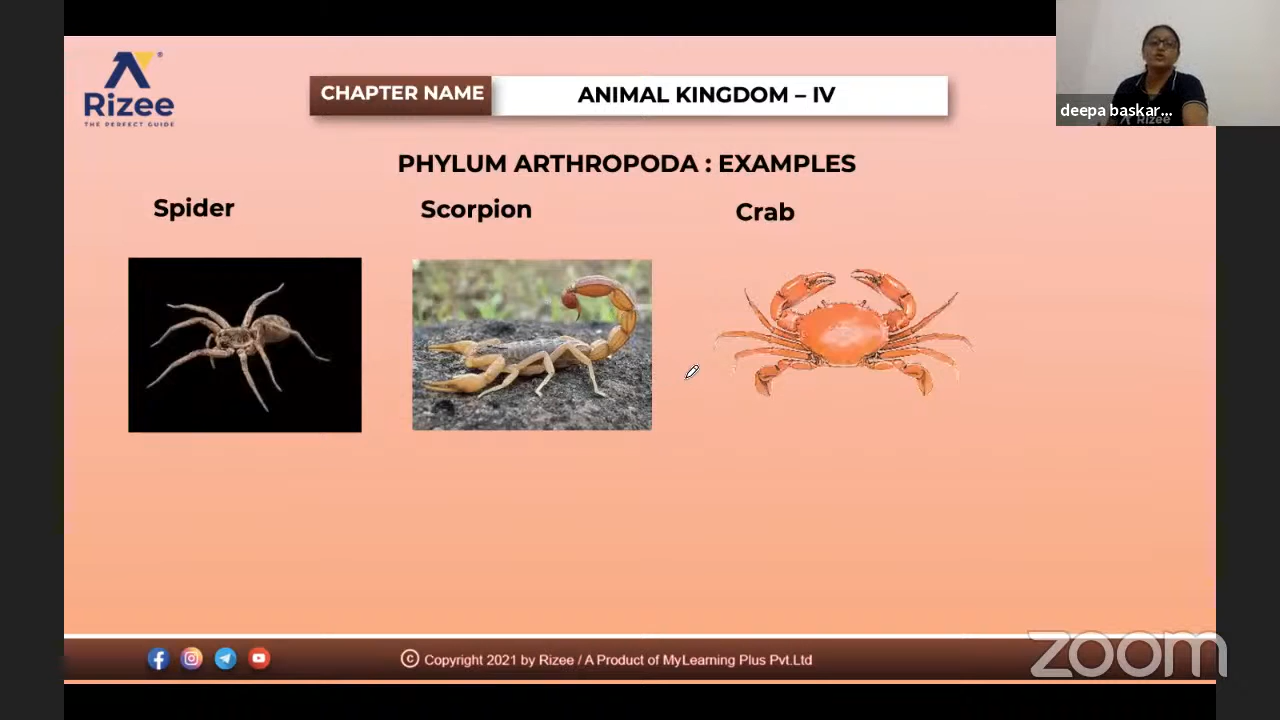 Rizee
THE PERFECT GUIDE
CHAPTER NAME
ANIMAL KINGDOM – IV
deepa baskar...
Rizee
PHYLUM ARTHROPODA : EXAMPLES
Spider
Scorpion
Crab
© Copyright 2021 by Rizee / A Product of MyLearning Plus Pvt.Ltd
zoom